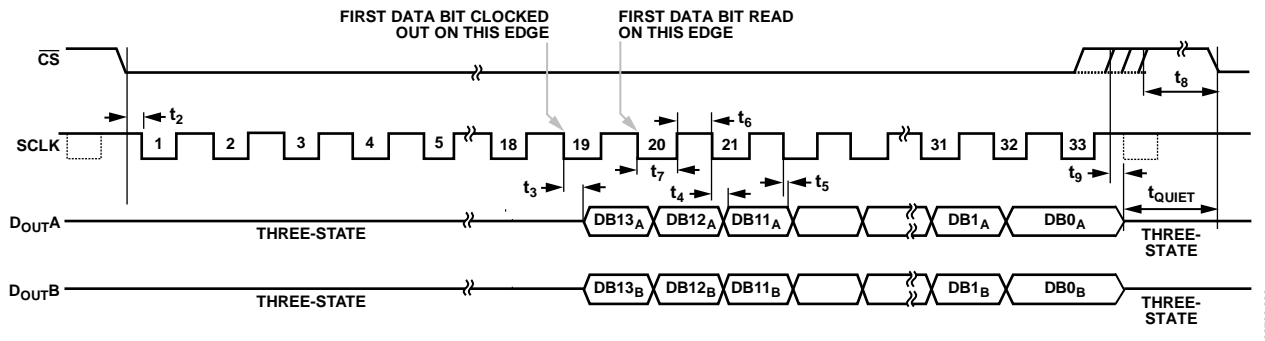 FIRST DATA BIT CLOCKED
OUT ON THIS EDGE
FIRST DATA BIT READ
ON THIS EDGE
CS
t8
t2
t6
SCLK
1 2 3 4 5 18 19 20 21 31 32 33
t3
t7
t4
t5
t9
tQUIET
DOUTA
THREE-STATE
DB13A DB12A DB11A DB1A DB0A
THREE-
STATE
DOUTB
THREE-STATE
DB13B DB12B DB11B DB1B DB0B
THREE-
STATE